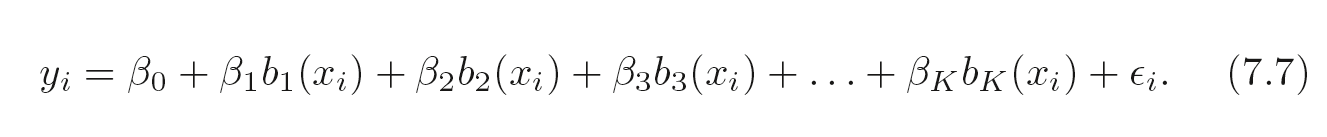 yᵢ = β₀ + β₁b₁(xᵢ) + β₂b₂(xᵢ) + β₃b₃(xᵢ) + . . . + β_K b_K(xᵢ) + ϵᵢ. (7.7)